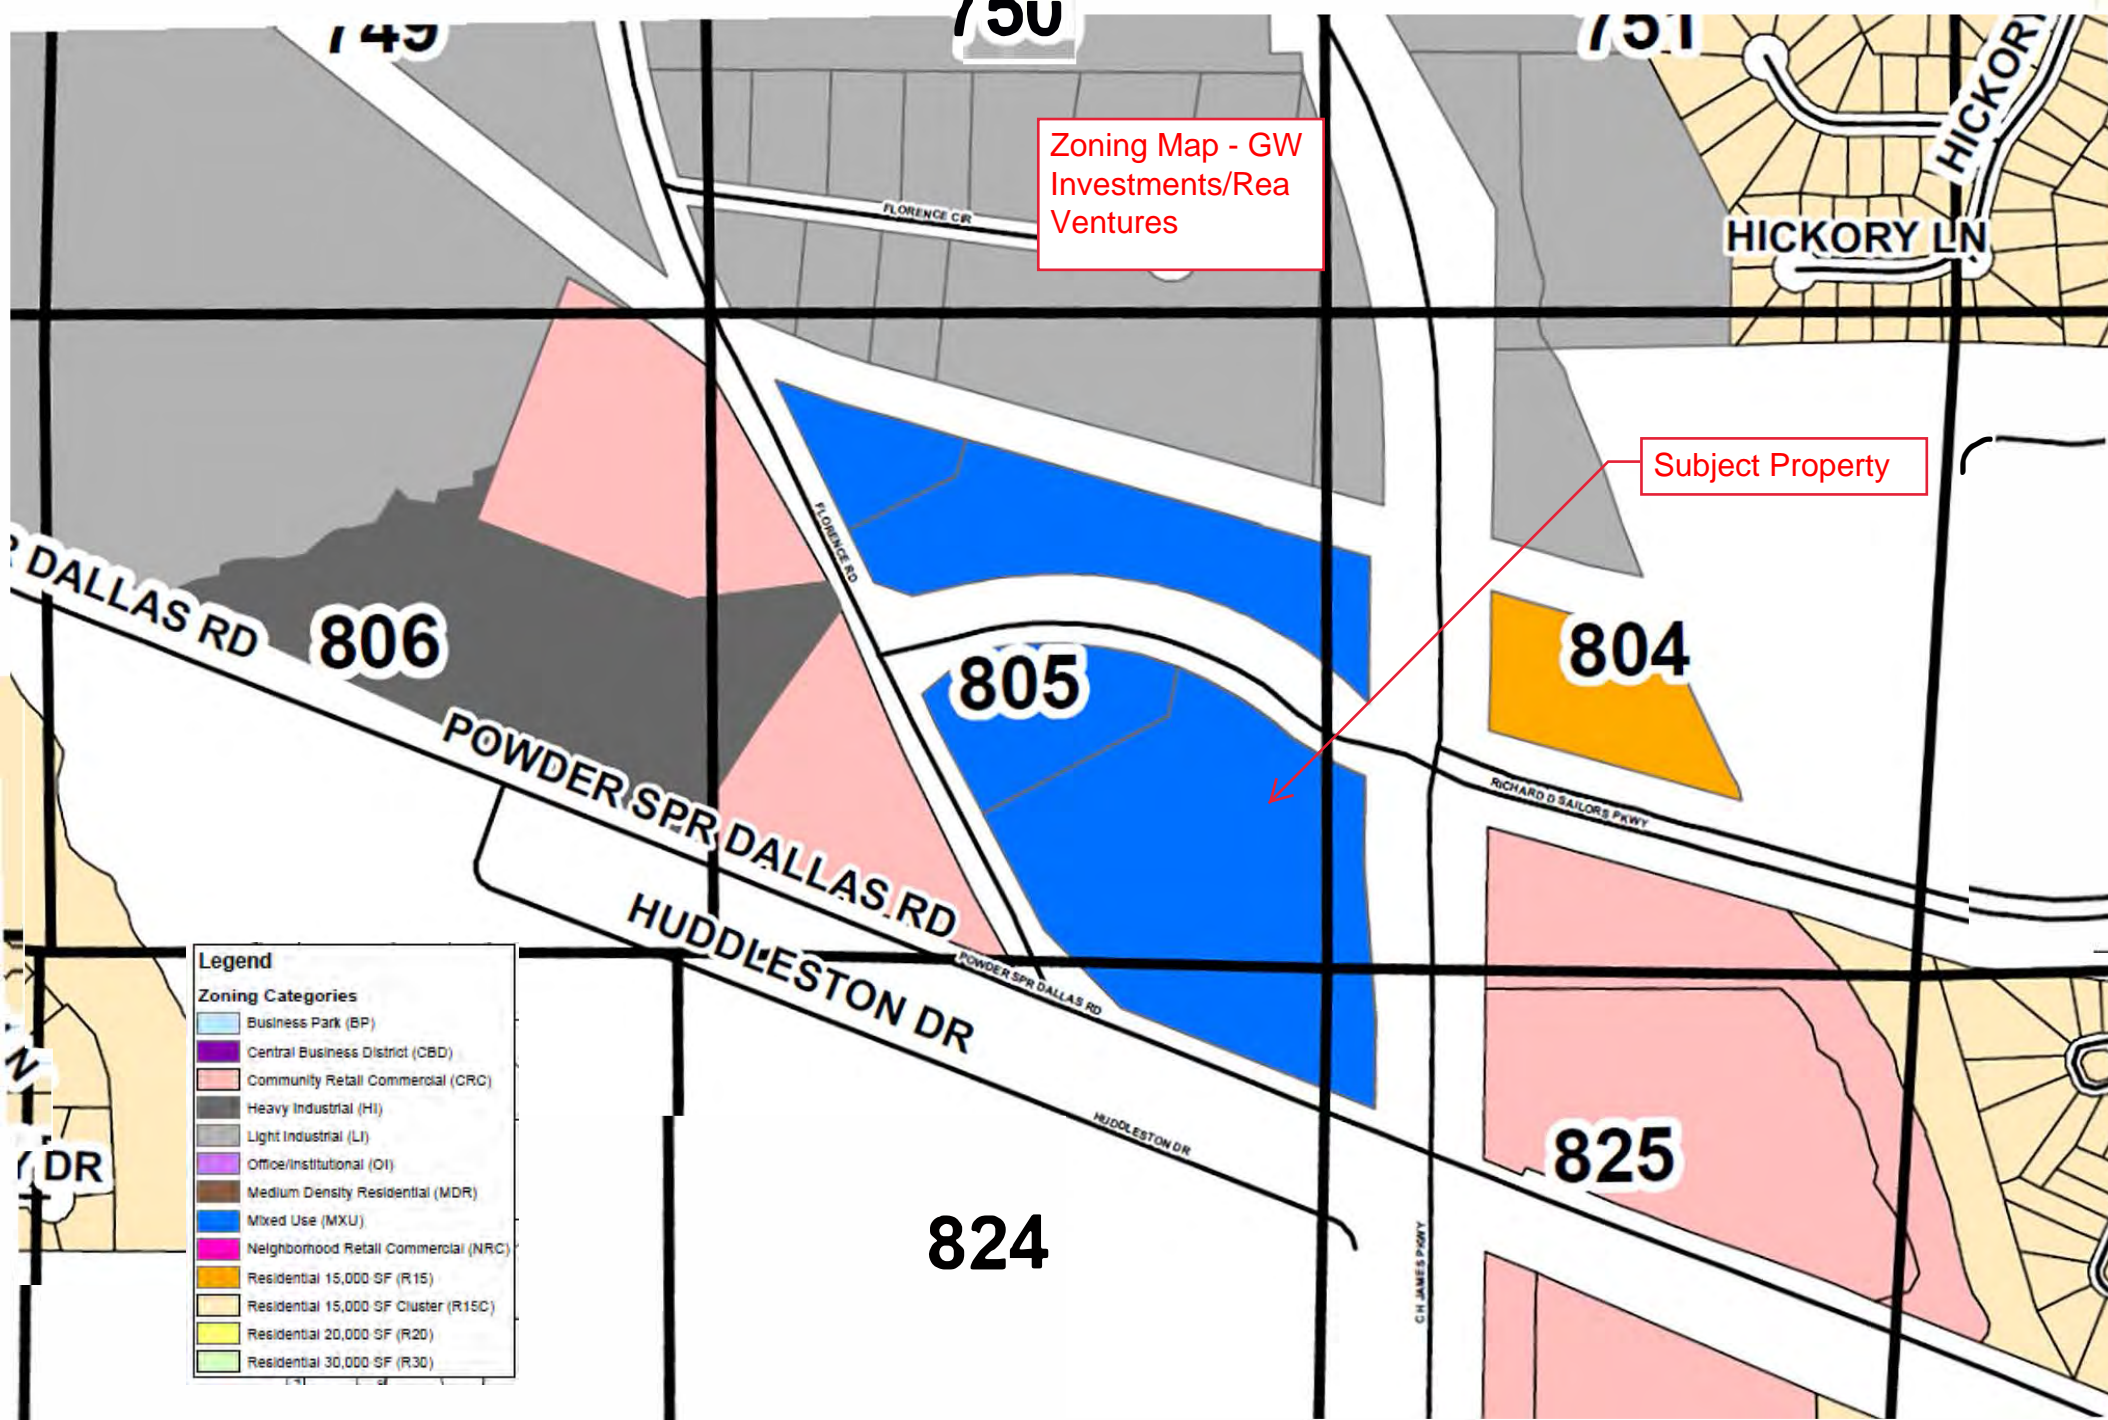 749
750
751
HICKORY
Zoning Map - GW
Investments/Rea
Ventures
FLORENCE CIR
HICKORY LN
Subject Property
FLORENCE RD
DALLAS RD
806
805
804
POWDER SPR DALLAS RD
RICHARD D SAILORS PKWY
HUDDLESTON DR
POWDER SPR DALLAS RD
HUDDLESTON DR
825
824
C H JAMES PKWY
N
Y DR
Legend
Zoning Categories
Business Park (BP)
Central Business District (CBD)
Community Retail Commercial (CRC)
Heavy Industrial (HI)
Light Industrial (LI)
Office/Institutional (OI)
Medium Density Residential (MDR)
Mixed Use (MXU)
Neighborhood Retail Commercial (NRC)
Residential 15,000 SF (R15)
Residential 15,000 SF Cluster (R15C)
Residential 20,000 SF (R20)
Residential 30,000 SF (R30)